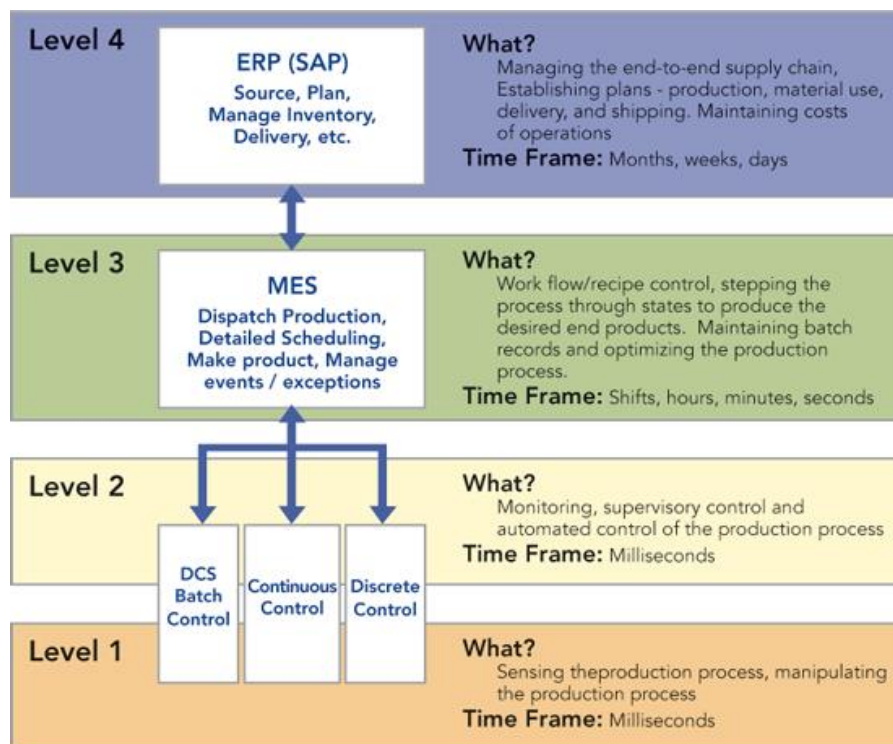 Level 4
ERP (SAP)
Source, Plan,
Manage Inventory,
Delivery, etc.
What?
Managing the end-to-end supply chain,
Establishing plans - production, material use,
delivery, and shipping. Maintaining costs
of operations
Time Frame: Months, weeks, days
Level 3
MES
Dispatch Production,
Detailed Scheduling,
Make product, Manage
events / exceptions
What?
Work flow/recipe control, stepping the
process through states to produce the
desired end products. Maintaining batch
records and optimizing the production
process.
Time Frame: Shifts, hours, minutes, seconds
Level 2
What?
Monitoring, supervisory control and
automated control of the production process
Time Frame: Milliseconds
DCS
Batch
Control
Continuous
Control
Discrete
Control
Level 1
What?
Sensing theproduction process, manipulating
the production process
Time Frame: Milliseconds